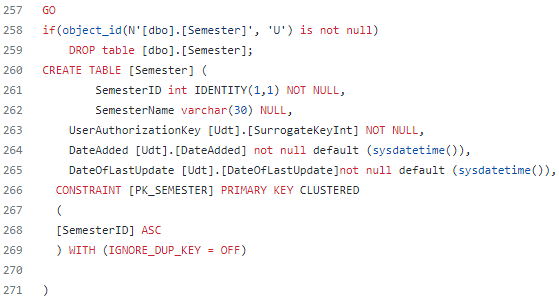 257 GO
258 if(object_id(N'[dbo].[Semester]', 'U') is not null)
259     DROP table [dbo].[Semester];
260 CREATE TABLE [Semester] (
261         SemesterID int IDENTITY(1,1) NOT NULL,
262         SemesterName varchar(30) NULL,
263     UserAuthorizationKey [Udt].[SurrogateKeyInt] NOT NULL,
264     DateAdded [Udt].[DateAdded] not null default (sysdatetime()),
265     DateOfLastUpdate [Udt].[DateOfLastUpdate]not null default (sysdatetime()),
266   CONSTRAINT [PK_SEMESTER] PRIMARY KEY CLUSTERED
267   (
268   [SemesterID] ASC
269   ) WITH (IGNORE_DUP_KEY = OFF)
270
271 )